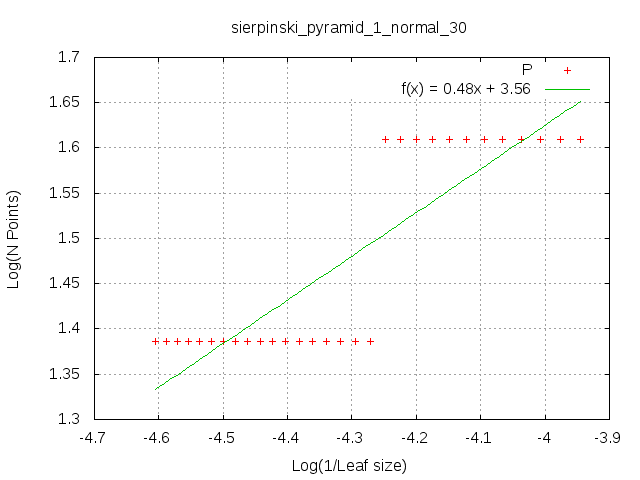 sierpinski_pyramid_1_normal_30
1.7
1.65
1.6
1.55
1.5
1.45
1.4
1.35
1.3
P
f(x) = 0.48x + 3.56
Log(N Points)
-4.7 -4.6 -4.5 -4.4 -4.3 -4.2 -4.1 -4 -3.9
Log(1/Leaf size)